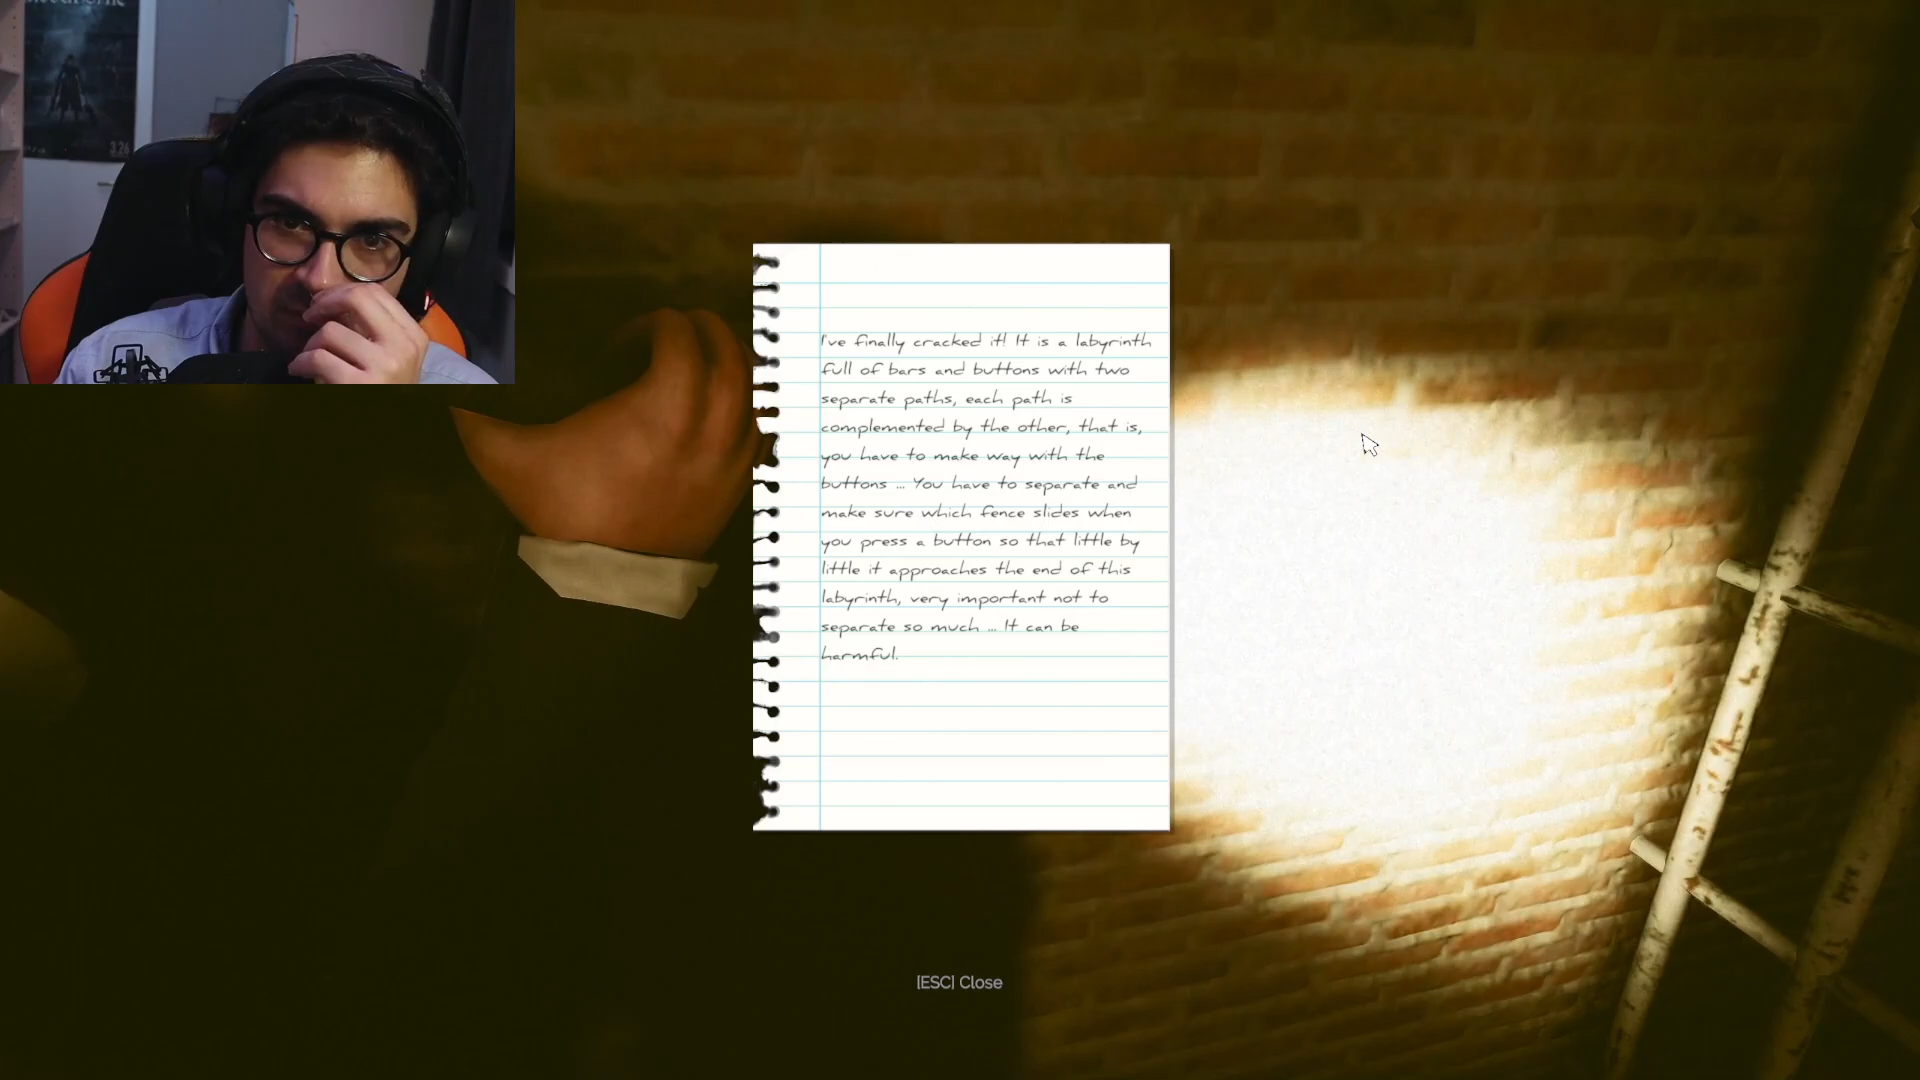 3.26
I've finally cracked it! It is a labyrinth
full of bars and buttons with two
separate paths, each path is
complemented by the other, that is,
you have to make way with the
buttons ... You have to separate and
make sure which fence slides when
you press a button so that little by
little it approaches the end of this
labyrinth, very important not to
separate so much ... It can be
harmful.
[ESC] Close